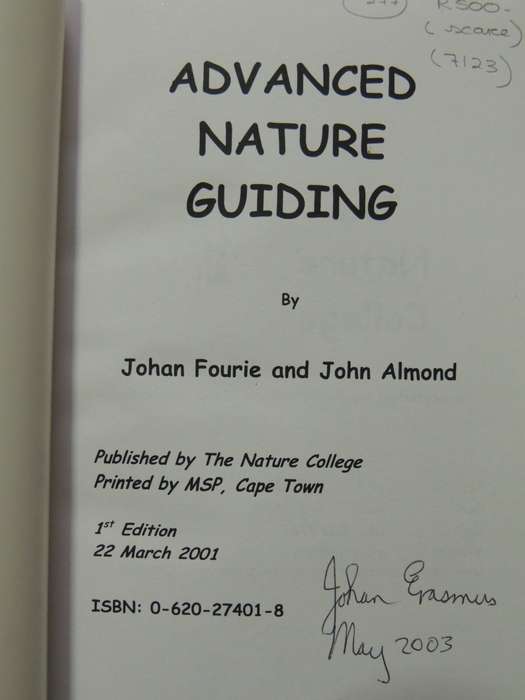 R500-
(scarce)
(7123)
ADVANCED
NATURE
GUIDING
By
Johan Fourie and John Almond
Published by The Nature College
Printed by MSP, Cape Town
1st Edition
22 March 2001
ISBN: 0-620-27401-8
Johan Erasmus
May 2003